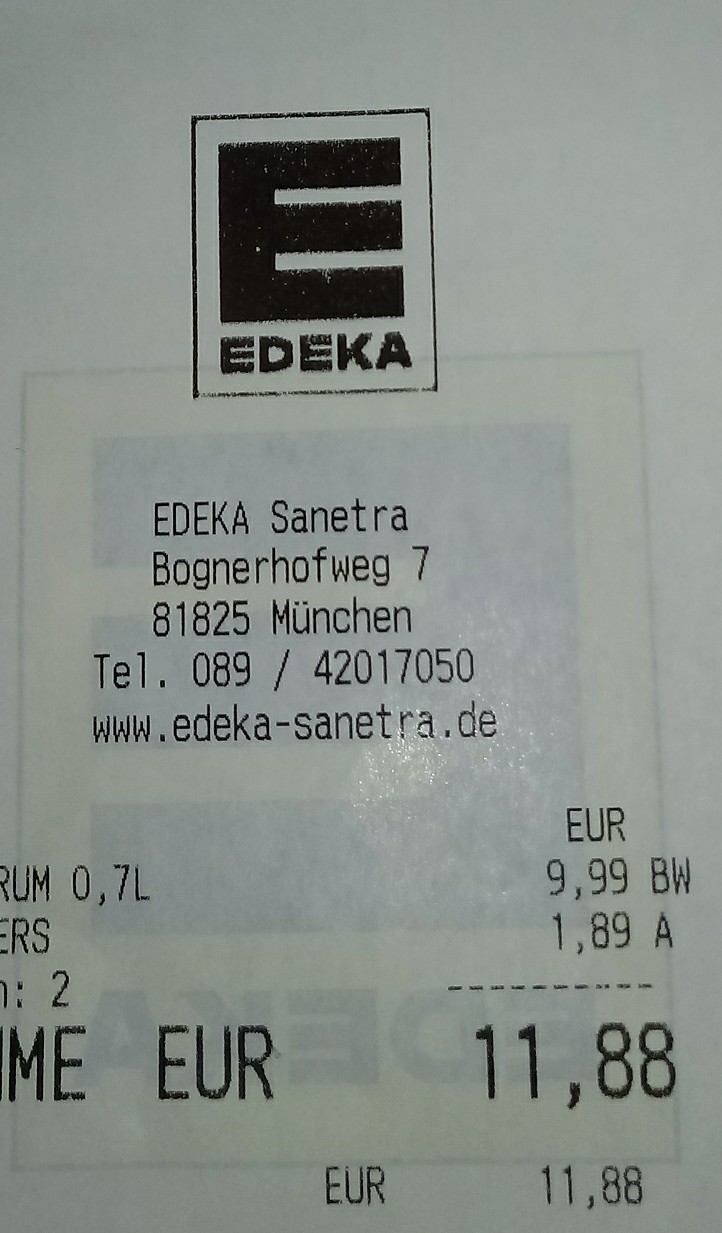 EDEKA
EDEKA Sanetra
Bognerhofweg 7
81825 München
Tel. 089 / 42017050
www.edeka-sanetra.de
EUR
RUM 0,7L 9,99 BW
ERS 1,89 A
n: 2
MME EUR 11,88
EUR 11,88